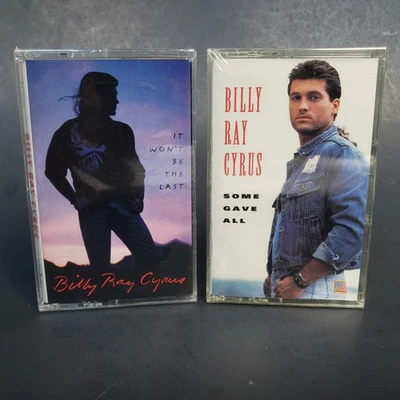 IT
WON'T
BE
THE
LAST
Billy Ray Cyrus
BILLY
RAY
CYRUS
SOME
GAVE
ALL